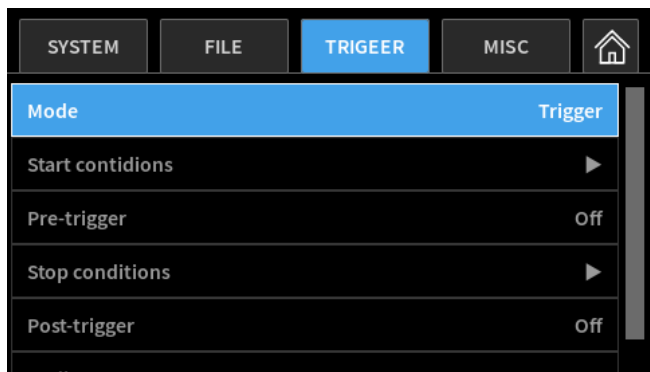 SYSTEM FILE TRIGEER MISC
Mode Trigger
Start contidions
Pre-trigger Off
Stop conditions
Post-trigger Off